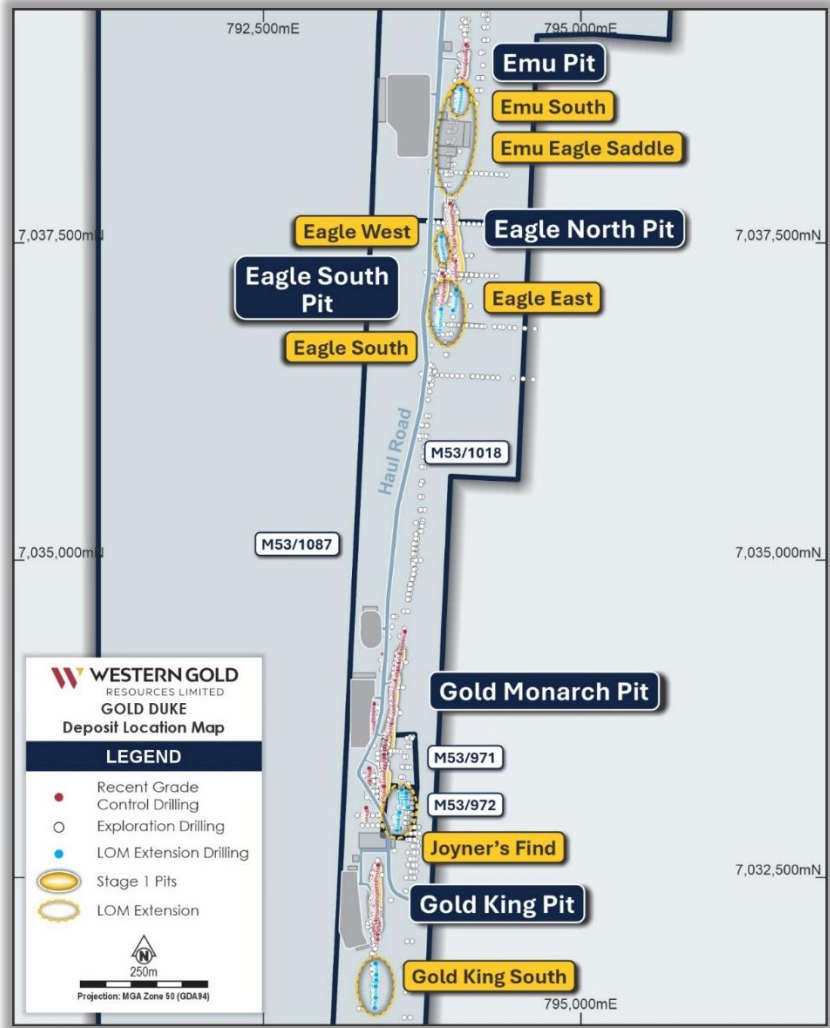 792,500mE
795,000mE
Emu Pit
Emu South
Emu Eagle Saddle
Eagle West
Eagle North Pit
7,037,500mN
7,037,500mN
Eagle South
Pit
Eagle East
Eagle South
Haul Road
M53/1018
M53/1087
7,035,000mN
7,035,000mN
WESTERN GOLD
RESOURCES LIMITED
GOLD DUKE
Deposit Location Map
LEGEND
Recent Grade
Control Drilling
Exploration Drilling
LOM Extension Drilling
Stage 1 Pits
LOM Extension
N
250m
Projection: MGA Zone 50 (GDA94)
Gold Monarch Pit
M53/971
M53/972
Joyner's Find
7,032,500mN
Gold King Pit
Gold King South
795,000mE